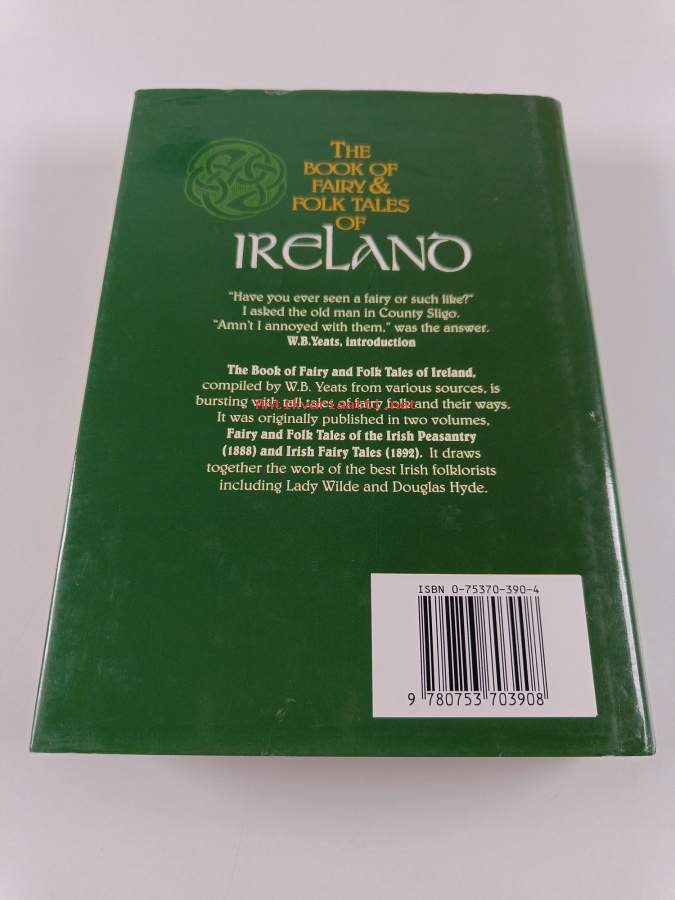 THE
BOOK OF
FAIRY &
FOLK TALES
OF
IRELAND
"Have you ever seen a fairy or such like?"
I asked the old man in County Sligo.
"Amn't I annoyed with them," was the answer.
W.B.Yeats, introduction
The Book of Fairy and Folk Tales of Ireland,
compiled by W.B. Yeats from various sources, is
bursting with tall tales of fairy folk and their ways.
Antikvariaatti.net
It was originally published in two volumes,
Fairy and Folk Tales of the Irish Peasantry
(1888) and Irish Fairy Tales (1892). It draws
together the work of the best Irish folklorists
including Lady Wilde and Douglas Hyde.
ISBN 0-75370-390-4
9 780753 703908